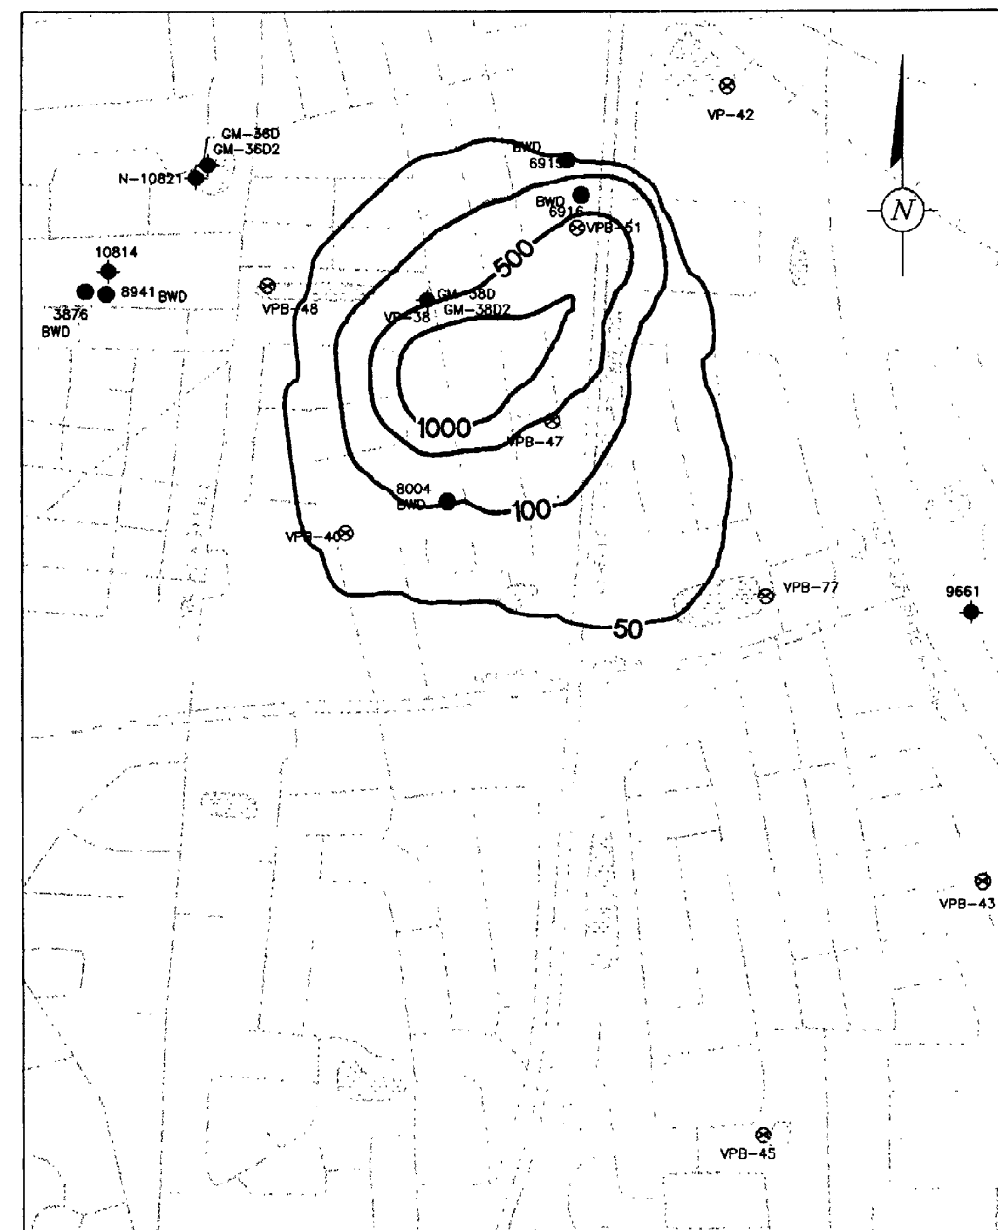 VP-42
GM-36D
GM-36D2
N-10821
BWD
6915
BWD
6916
VPB-51
N
500
10814
8941 BWD
3876
BWD
VPB-48
GM-38D
VP-38
GM-38D2
1000
VPB-47
8004
BWD
100
VPB-40
VPB-77
9661
50
VPB-43
VPB-45